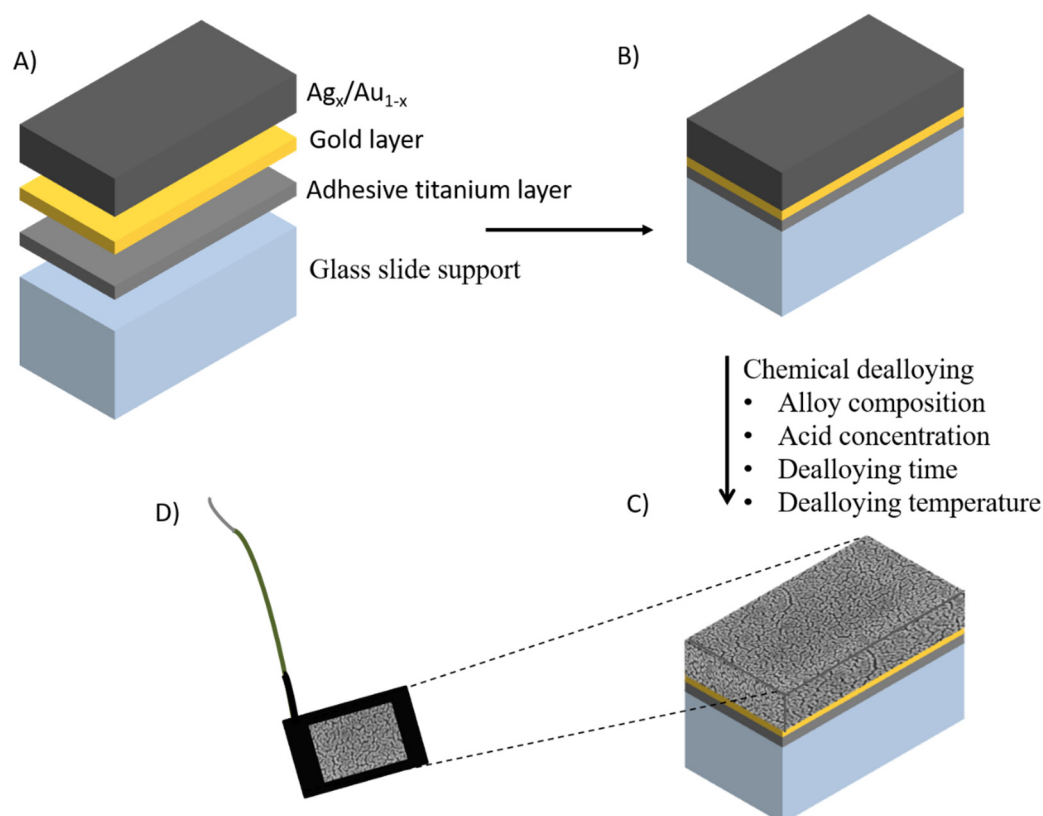 A)
Agₓ/Au₁₋ₓ
Gold layer
Adhesive titanium layer
Glass slide support
B)
Chemical dealloying
• Alloy composition
• Acid concentration
• Dealloying time
• Dealloying temperature
C)
D)